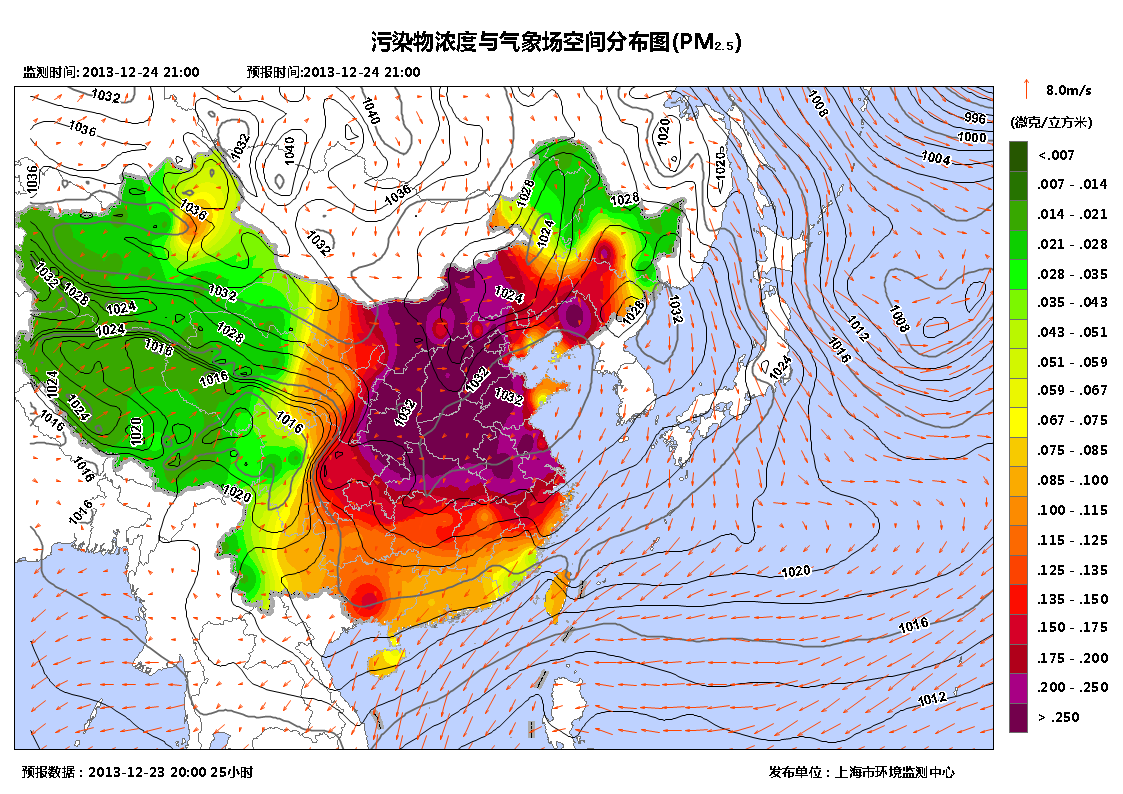 污染物浓度与气象场空间分布图(PM2.5)
监测时间:2013-12-24 21:00 预报时间:2013-12-24 21:00
8.0m/s
(微克/立方米)
<.007
.007 - .014
.014 - .021
.021 - .028
.028 - .035
.035 - .043
.043 - .051
.051 - .059
.059 - .067
.067 - .075
.075 - .085
.085 - .100
.100 - .115
.115 - .125
.125 - .135
.135 - .150
.150 - .175
.175 - .200
.200 - .250
> .250
1032
1036
1036
1032
1040
1040
1036
1036
1032
1020
1020
1008
996
1000
1004
1028
1028
1024
1032
1028
1024
1024
1032
1028
1016
1016
1024
1024
1016
1020
1016
1016
1016
1020
1024
1032
1032
1032
1028
1032
1024
1012
1016
1008
1020
1016
1012
预报数据：2013-12-23 20:00 25小时
发布单位：上海市环境监测中心